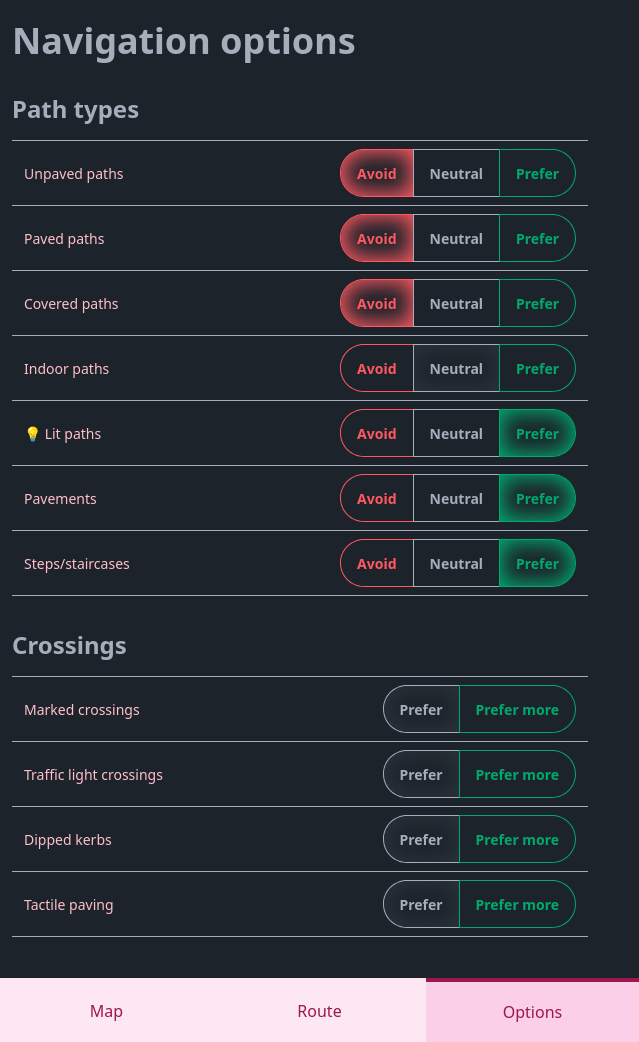 Navigation options
Path types
Unpaved paths Avoid Neutral Prefer
Paved paths Avoid Neutral Prefer
Covered paths Avoid Neutral Prefer
Indoor paths Avoid Neutral Prefer
💡 Lit paths Avoid Neutral Prefer
Pavements Avoid Neutral Prefer
Steps/staircases Avoid Neutral Prefer
Crossings
Marked crossings Prefer Prefer more
Traffic light crossings Prefer Prefer more
Dipped kerbs Prefer Prefer more
Tactile paving Prefer Prefer more
Map Route Options